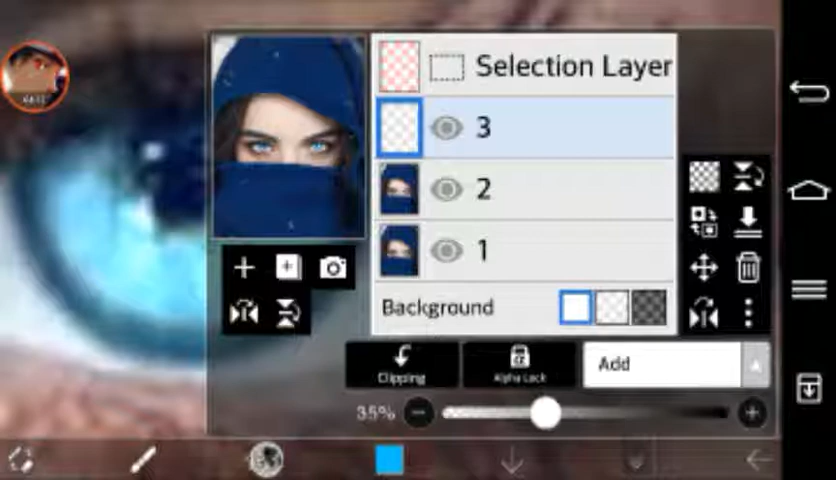 Selection Layer
3
2
1
Background
Clipping
Alpha Lock
Add
35%